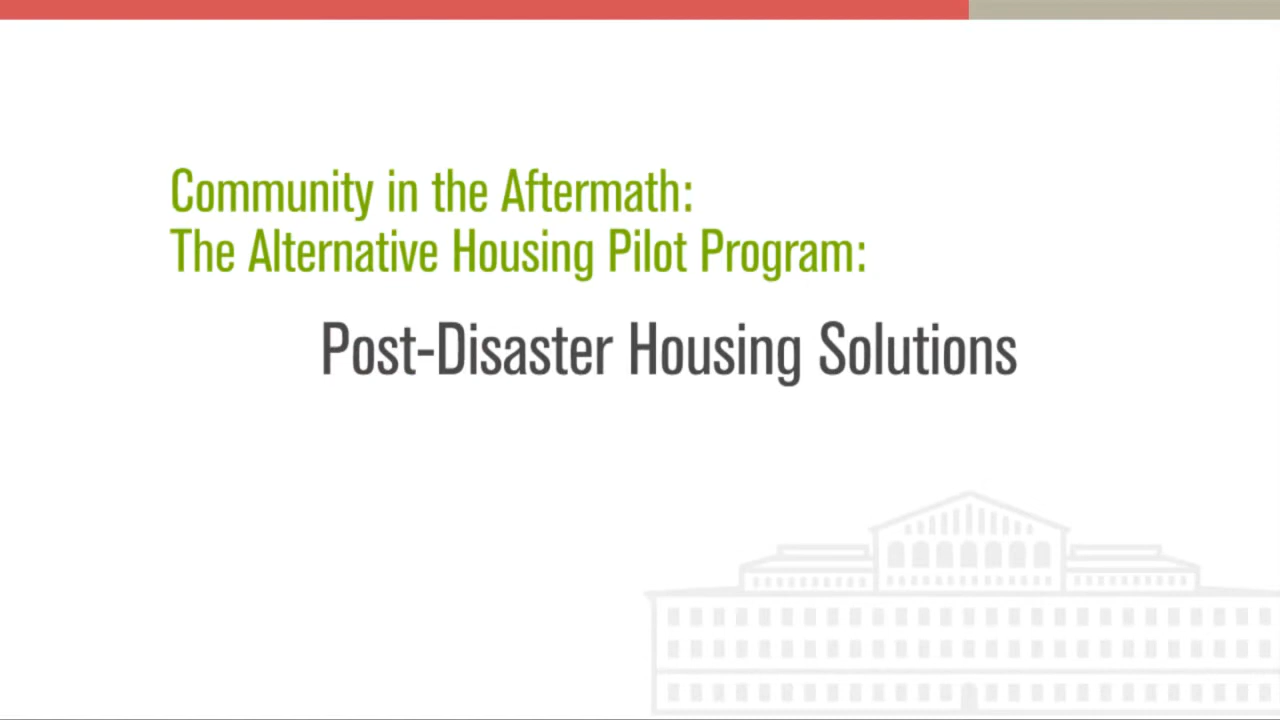 Community in the Aftermath:
The Alternative Housing Pilot Program:
Post-Disaster Housing Solutions